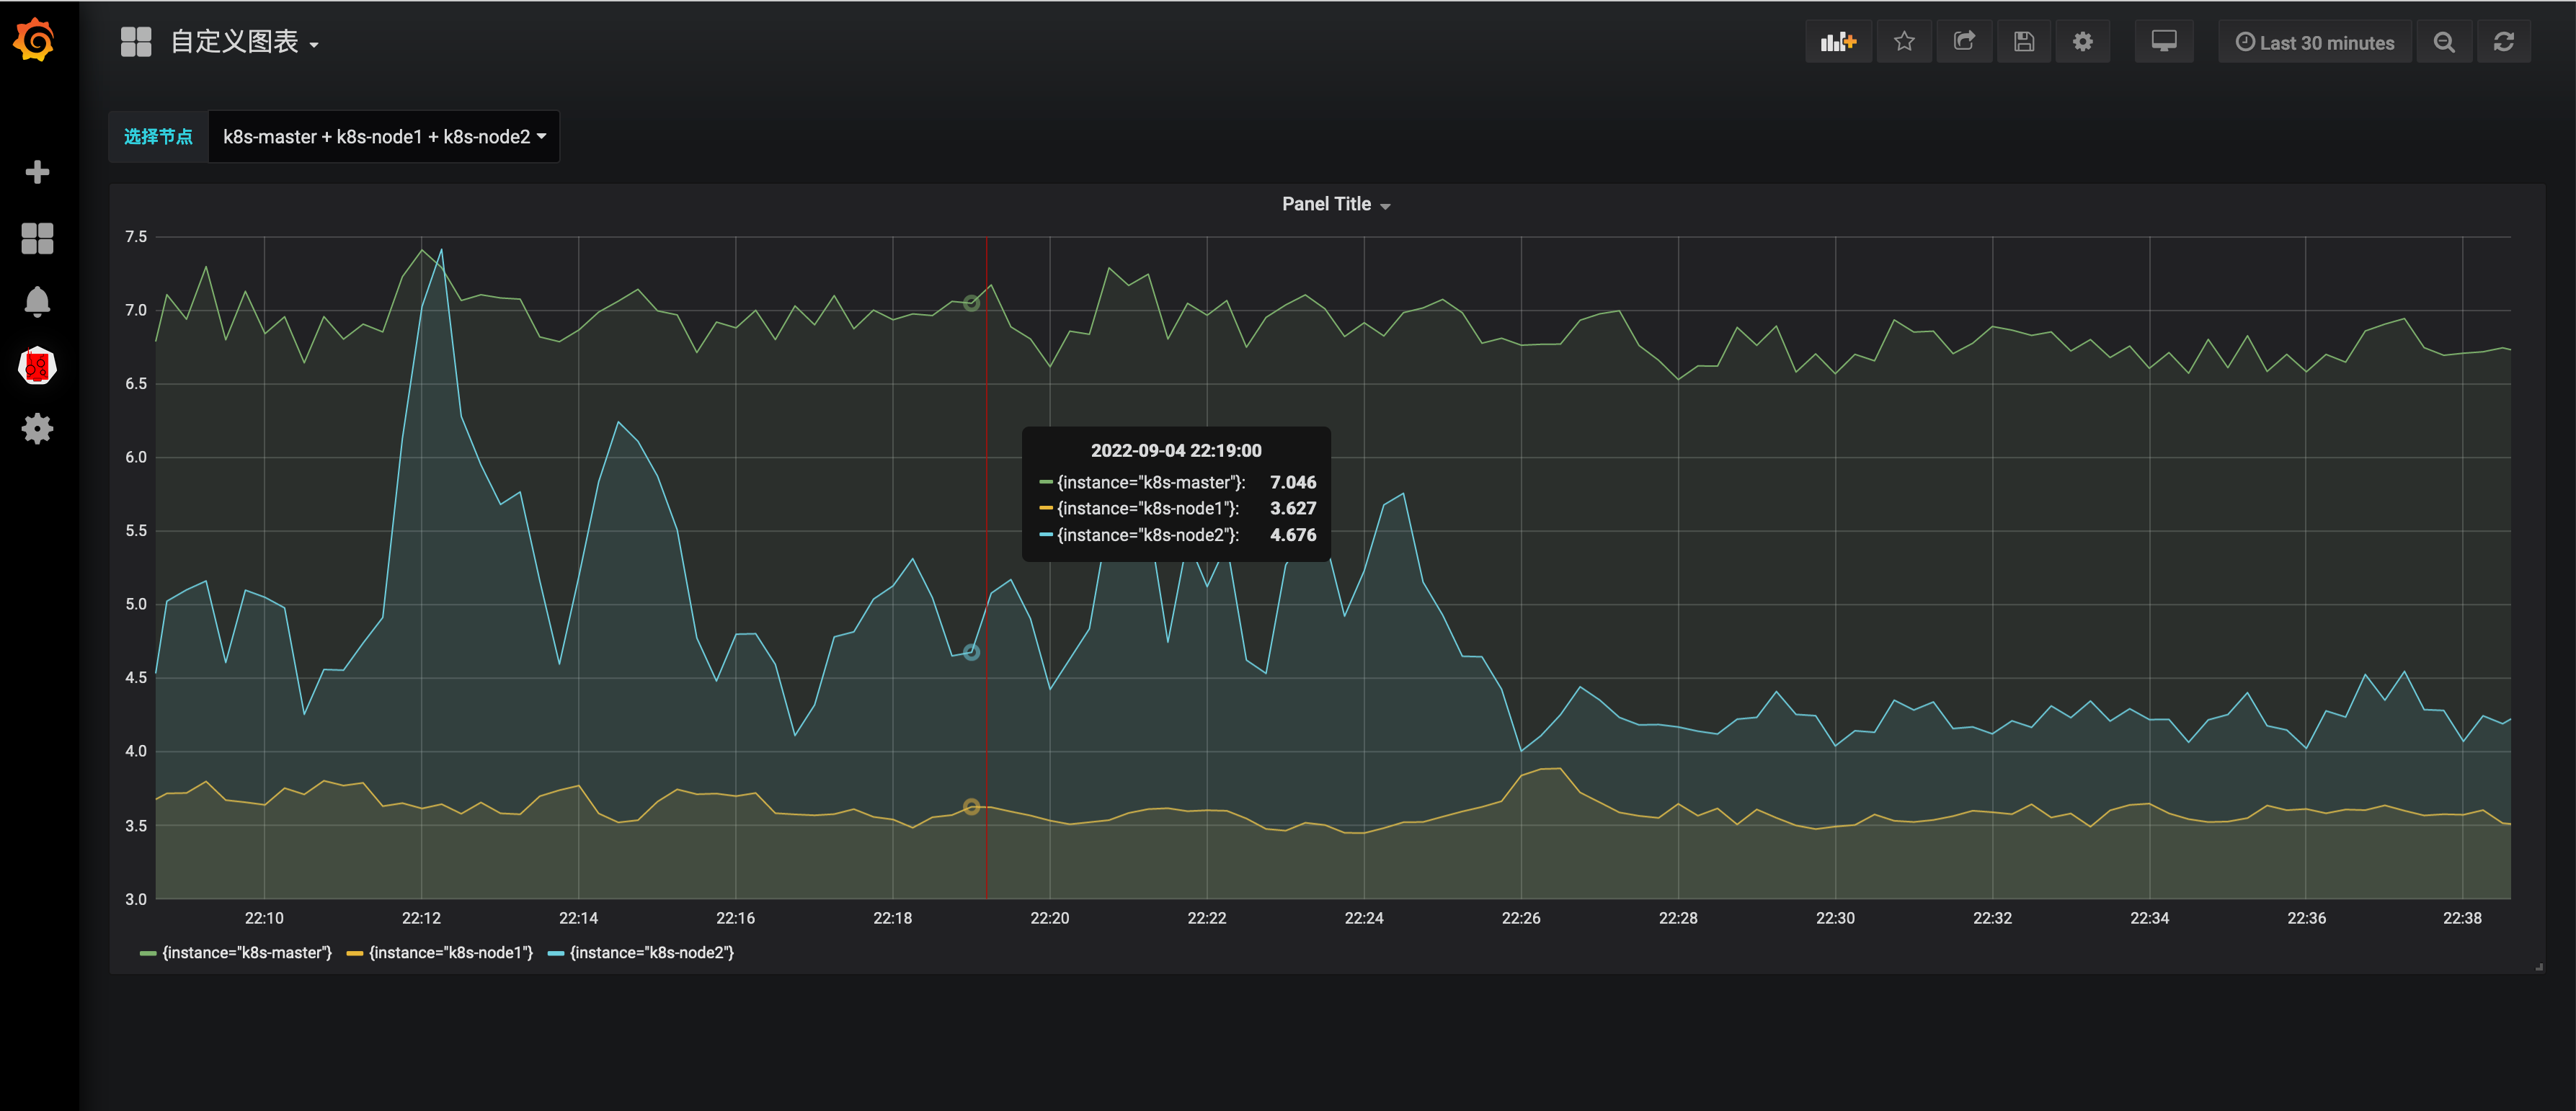 自定义图表
Last 30 minutes
选择节点 k8s-master + k8s-node1 + k8s-node2
Panel Title
7.5
7.0
6.5
6.0
5.5
5.0
4.5
4.0
3.5
3.0
2022-09-04 22:19:00
{instance="k8s-master"}: 7.046
{instance="k8s-node1"}: 3.627
{instance="k8s-node2"}: 4.676
22:10 22:12 22:14 22:16 22:18 22:20 22:22 22:24 22:26 22:28 22:30 22:32 22:34 22:36 22:38
{instance="k8s-master"} {instance="k8s-node1"} {instance="k8s-node2"}